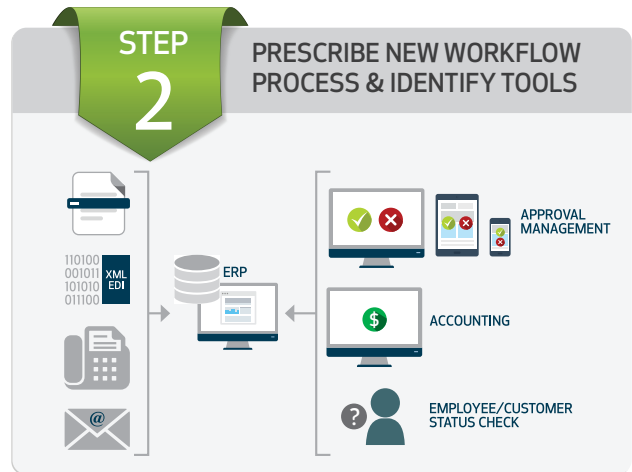 STEP
2
PRESCRIBE NEW WORKFLOW
PROCESS & IDENTIFY TOOLS
110100
001011
101010
011100
XML
EDI
@
ERP
$
?
APPROVAL
MANAGEMENT
ACCOUNTING
EMPLOYEE/CUSTOMER
STATUS CHECK